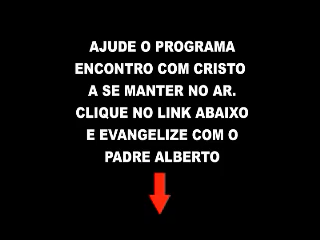 AJUDE O PROGRAMA
ENCONTRO COM CRISTO
A SE MANTER NO AR.
CLIQUE NO LINK ABAIXO
E EVANGELIZE COM O
PADRE ALBERTO